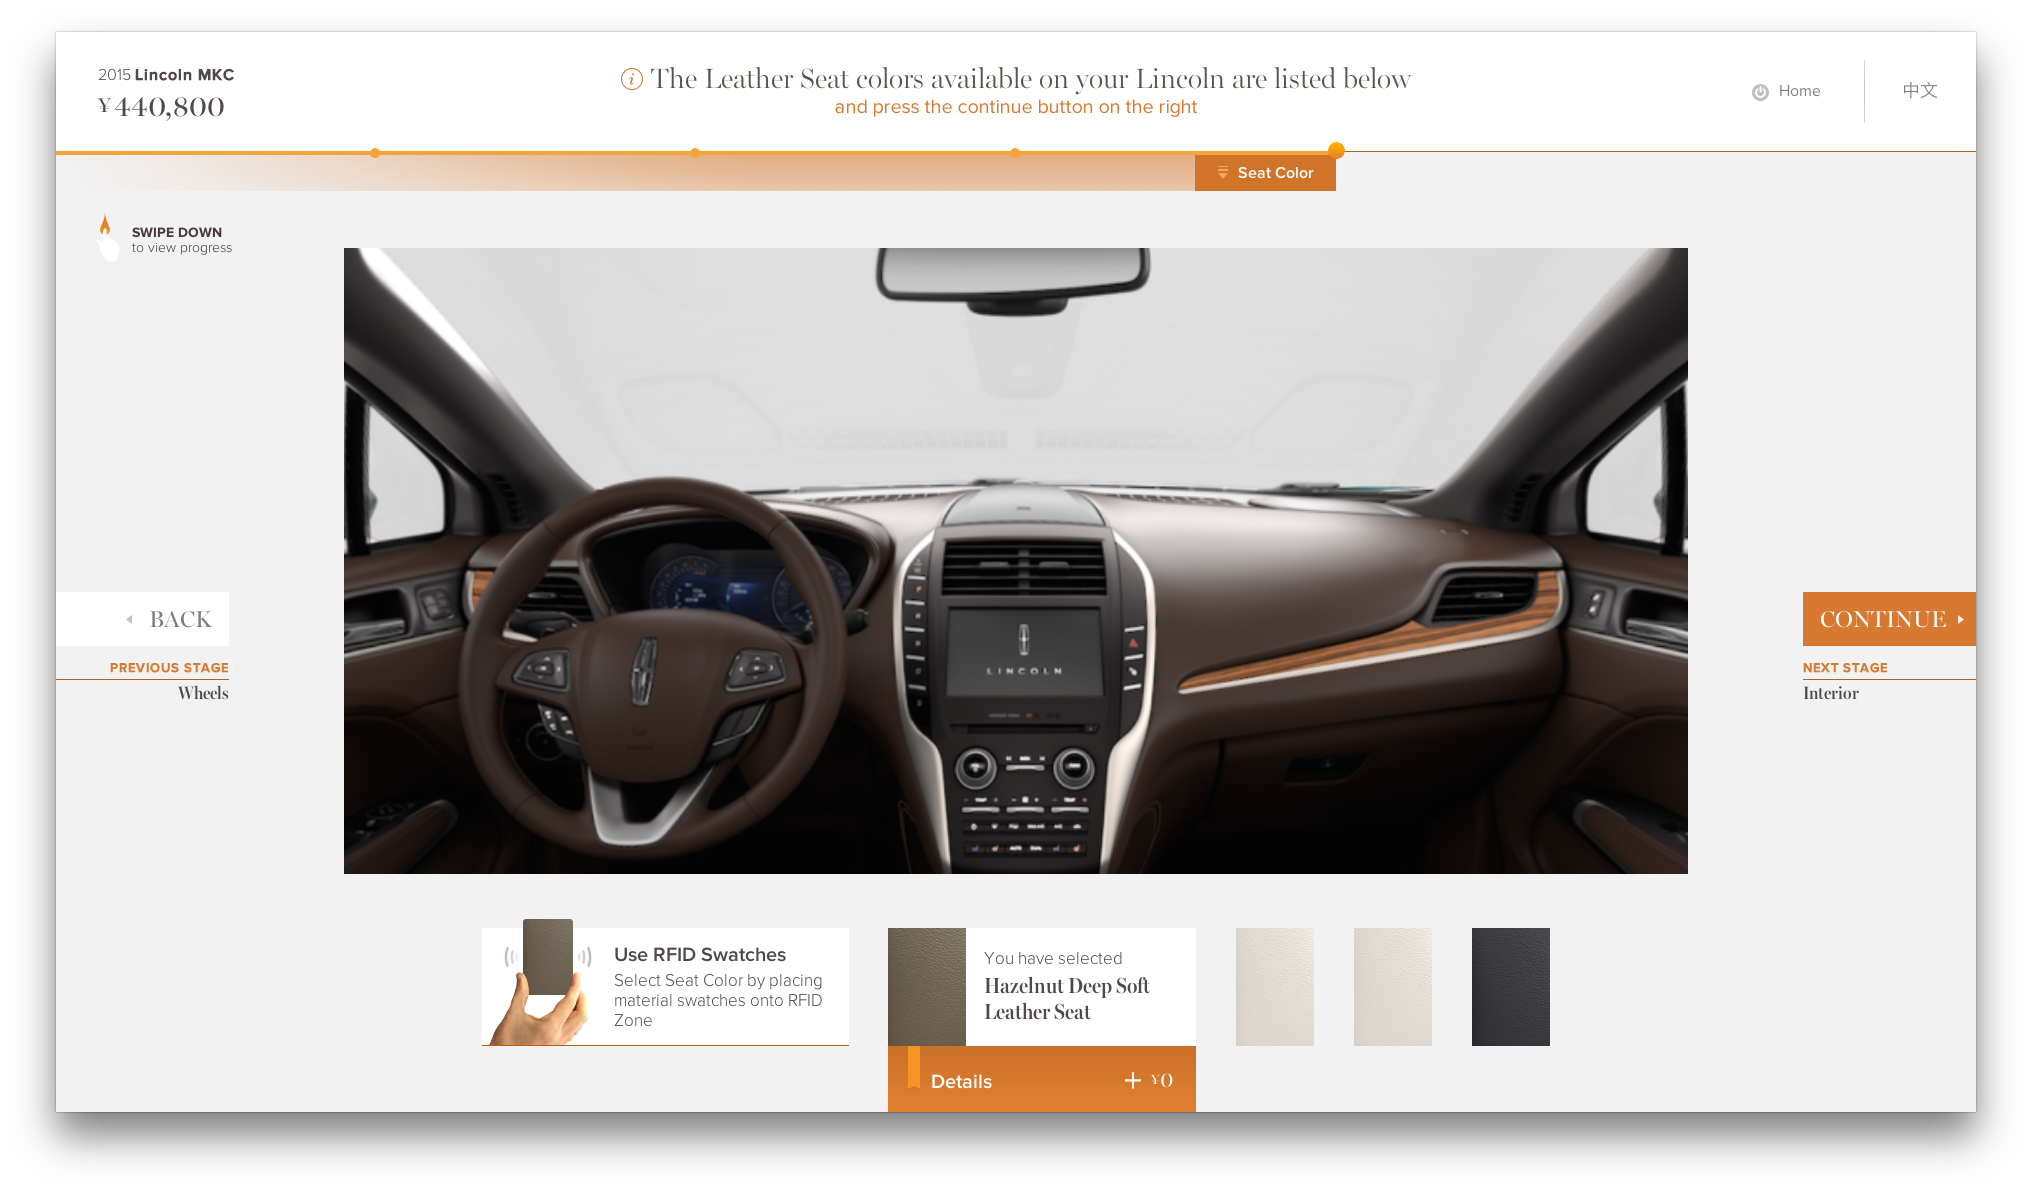 2015 Lincoln MKC
¥440,800
The Leather Seat colors available on your Lincoln are listed below
and press the continue button on the right
Home
中文
Seat Color
SWIPE DOWN
to view progress
BACK
PREVIOUS STAGE
Wheels
CONTINUE
NEXT STAGE
Interior
LINCOLN
Use RFID Swatches
Select Seat Color by placing
material swatches onto RFID
Zone
You have selected
Hazelnut Deep Soft
Leather Seat
Details
+ ¥0